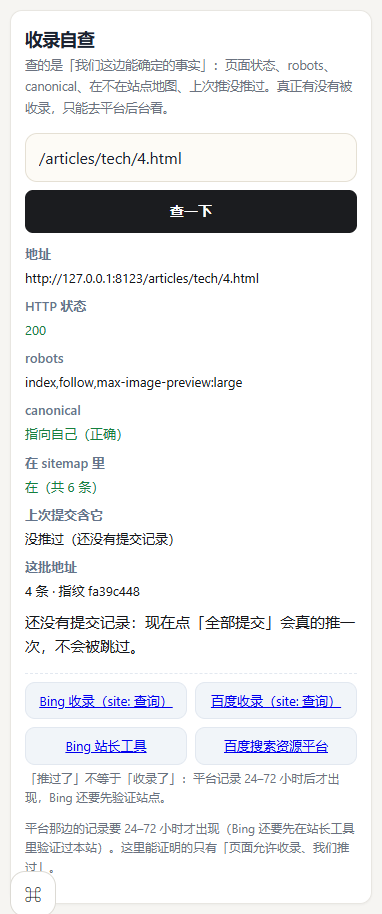 收录自查
查的是「我们这边能确定的事实」：页面状态、robots、
canonical、在不在站点地图、上次推没推过。真正有没有被
收录，只能去平台后台看。
/articles/tech/4.html
查一下
地址
http://127.0.0.1:8123/articles/tech/4.html
HTTP 状态
200
robots
index,follow,max-image-preview:large
canonical
指向自己（正确）
在 sitemap 里
在（共 6 条）
上次提交含它
没推过（还没有提交记录）
这批地址
4 条 · 指纹 fa39c448
还没有提交记录：现在点「全部提交」会真的推一
次，不会被跳过。
Bing 收录（site: 查询） 百度收录（site: 查询）
Bing 站长工具 百度搜索资源平台
「推过了」不等于「收录了」：平台记录 24–72 小时后才出
现，Bing 还要先验证站点。
平台那边的记录要 24–72 小时才出现（Bing 还要先在站长工具
里验证过本站）。这里能证明的只有「页面允许收录、我们推
过」。